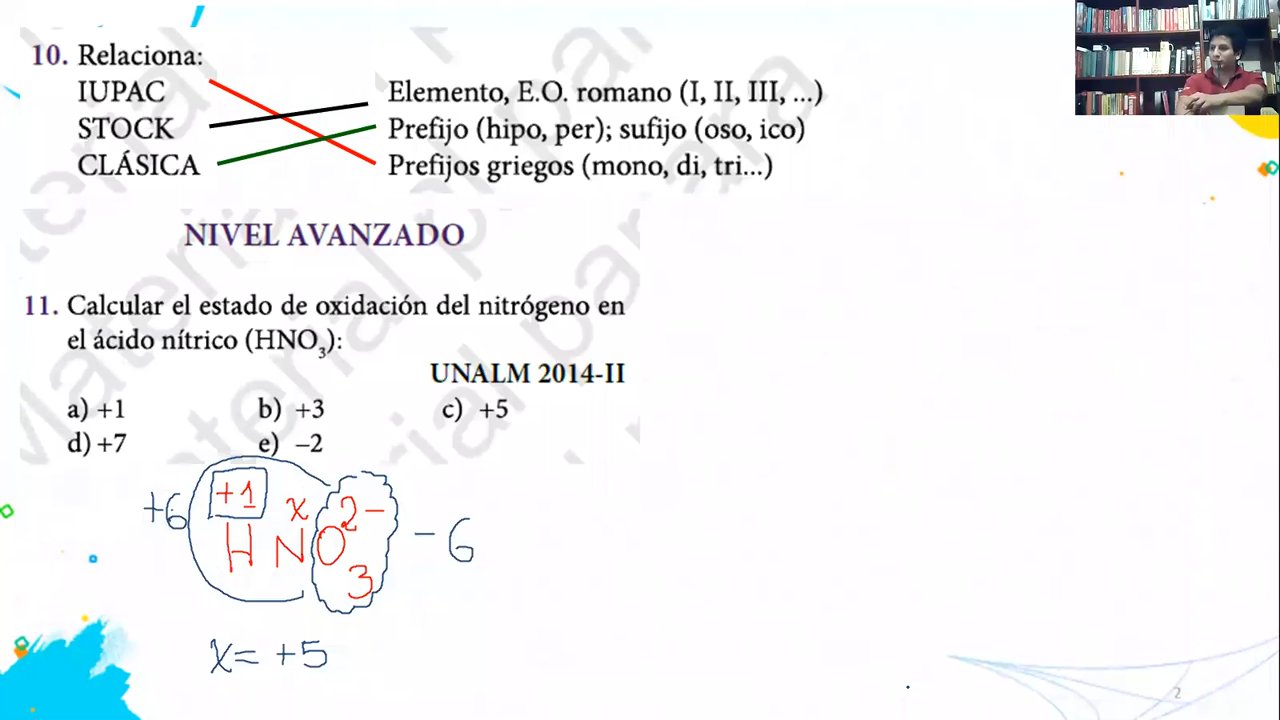 10. Relaciona:
IUPAC
Elemento, E.O. romano (I, II, III, ...)
STOCK
Prefijo (hipo, per); sufijo (oso, ico)
CLÁSICA
Prefijos griegos (mono, di, tri...)
NIVEL AVANZADO
11. Calcular el estado de oxidación del nitrógeno en
el ácido nítrico (HNO₃):
UNALM 2014-II
a) +1 b) +3 c) +5
d) +7 e) –2
+1 x 2–
+6 H N O 3 – 6
x = +5
2